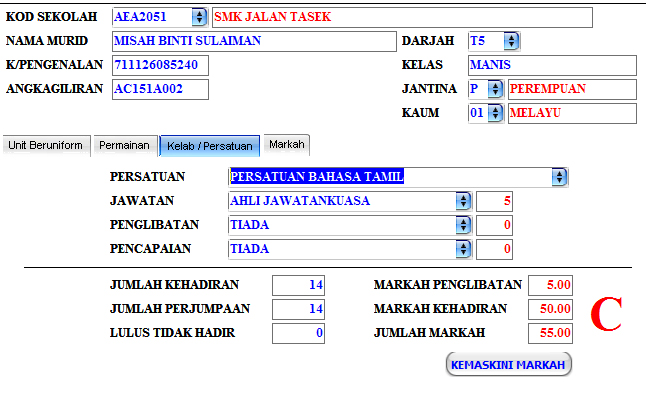 KOD SEKOLAH AEA2051 SMK JALAN TASEK
NAMA MURID MISAH BINTI SULAIMAN DARJAH T5
K/PENGENALAN 711126085240 KELAS MANIS
ANGKAGILIRAN AC151A002 JANTINA P PEREMPUAN
KAUM 01 MELAYU
Unit Beruniform Permainan Kelab / Persatuan Markah
PERSATUAN PERSATUAN BAHASA TAMIL
JAWATAN AHLI JAWATANKUASA 5
PENGLIBATAN TIADA 0
PENCAPAIAN TIADA 0
JUMLAH KEHADIRAN 14 MARKAH PENGLIBATAN 5.00
JUMLAH PERJUMPAAN 14 MARKAH KEHADIRAN 50.00 C
LULUS TIDAK HADIR 0 JUMLAH MARKAH 55.00
KEMASKINI MARKAH